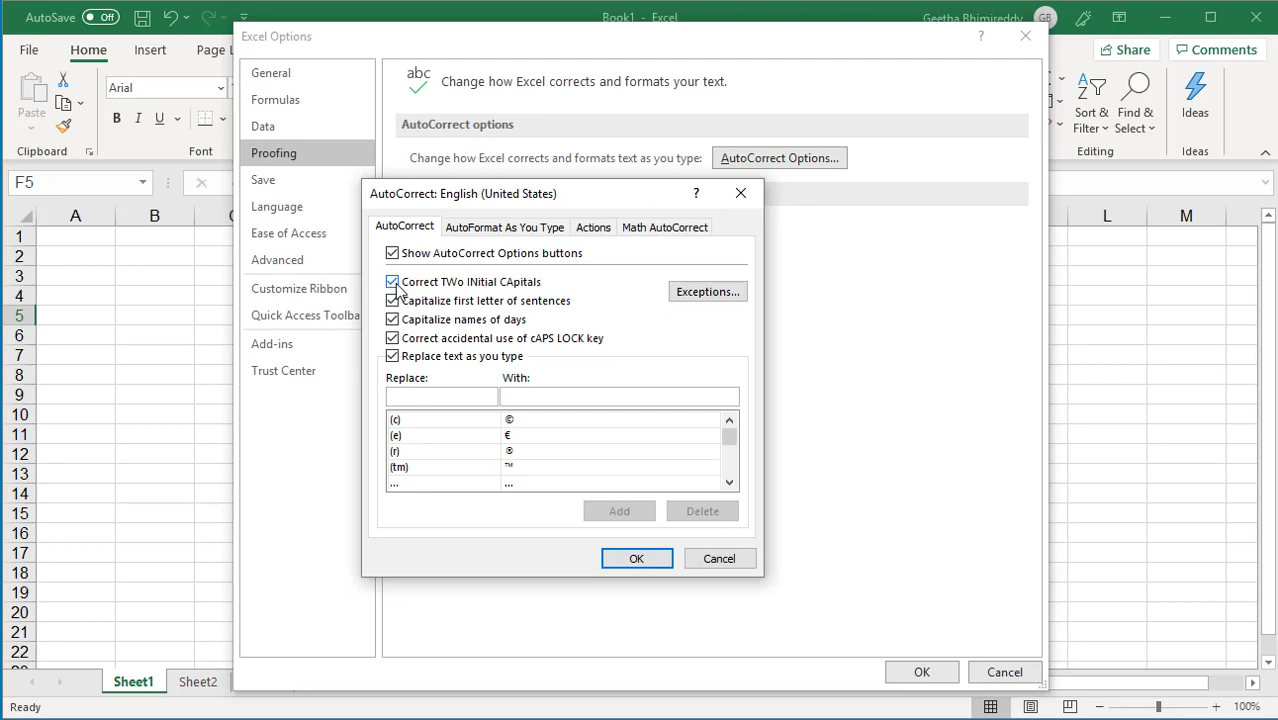 AutoSave Off Book1 - Excel Geetha Bhimireddy GB
Excel Options
File Home Insert Page L Share Comments
General
Formulas
Data
Proofing
Save
Language
Ease of Access
Advanced
Customize Ribbon
Quick Access Toolba
Add-ins
Trust Center
abc Change how Excel corrects and formats your text.
AutoCorrect options
Change how Excel corrects and formats text as you type: AutoCorrect Options...
Paste
Clipboard
Arial
B I U
Font
Sort &
Filter
Find &
Select
Editing
Ideas
Ideas
F5
A B C L M
1
2
3
4
5
6
7
8
9
10
11
12
13
14
15
16
17
18
19
20
21
22
AutoCorrect: English (United States) ?
AutoCorrect AutoFormat As You Type Actions Math AutoCorrect
Show AutoCorrect Options buttons
Correct TWo INitial CApitals
Exceptions...
Capitalize first letter of sentences
Capitalize names of days
Correct accidental use of cAPS LOCK key
Replace text as you type
Replace: With:
(c) ©
(e) €
(r) ®
(tm) ™
... …
Add Delete
OK Cancel
OK Cancel
Sheet1 Sheet2
Ready 100%